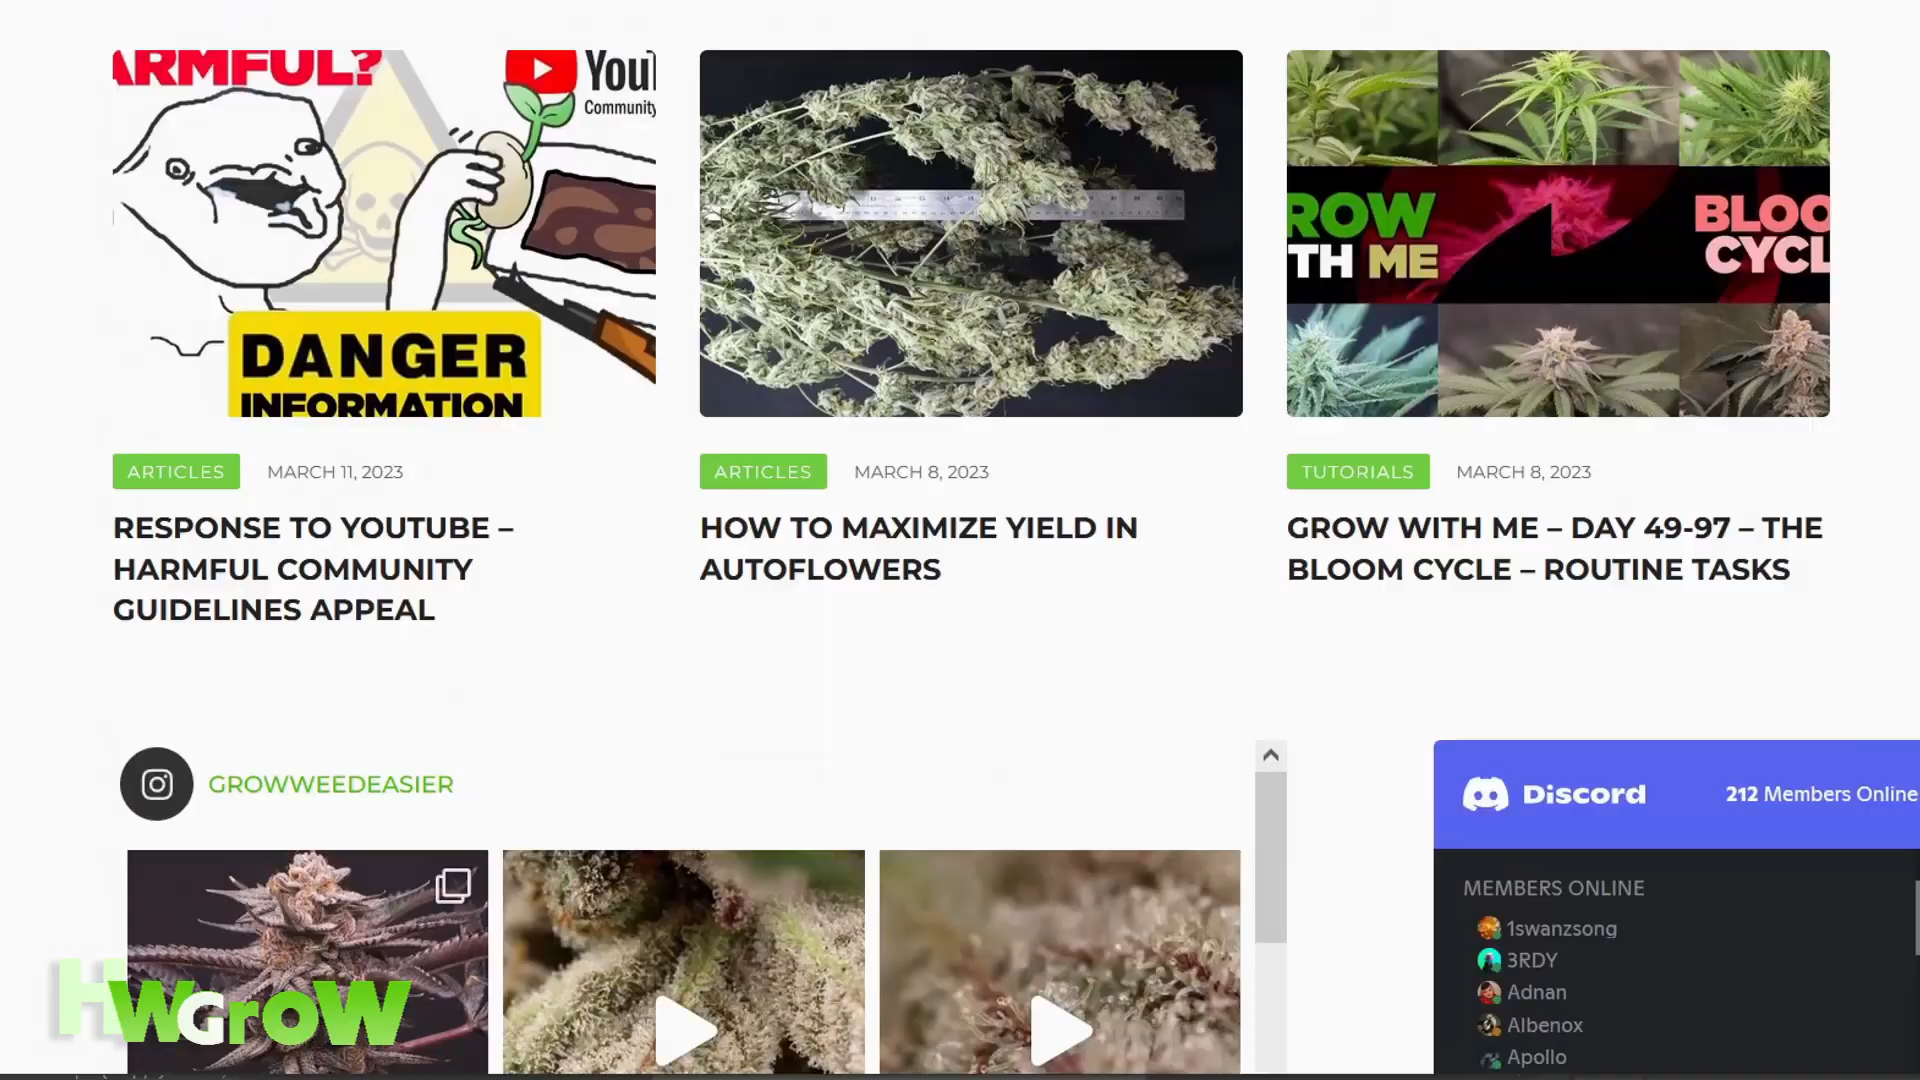 ARMFUL?
You
Community
DANGER
INFORMATION
ROW
TH ME
BLOO
CYCL
ARTICLES
MARCH 11, 2023
RESPONSE TO YOUTUBE –
HARMFUL COMMUNITY
GUIDELINES APPEAL
ARTICLES
MARCH 8, 2023
HOW TO MAXIMIZE YIELD IN
AUTOFLOWERS
TUTORIALS
MARCH 8, 2023
GROW WITH ME – DAY 49-97 – THE
BLOOM CYCLE – ROUTINE TASKS
GROWWEEDEASIER
Discord
212 Members Online
MEMBERS ONLINE
1swanzsong
3RDY
Adnan
Albenox
Apollo
HWGroW